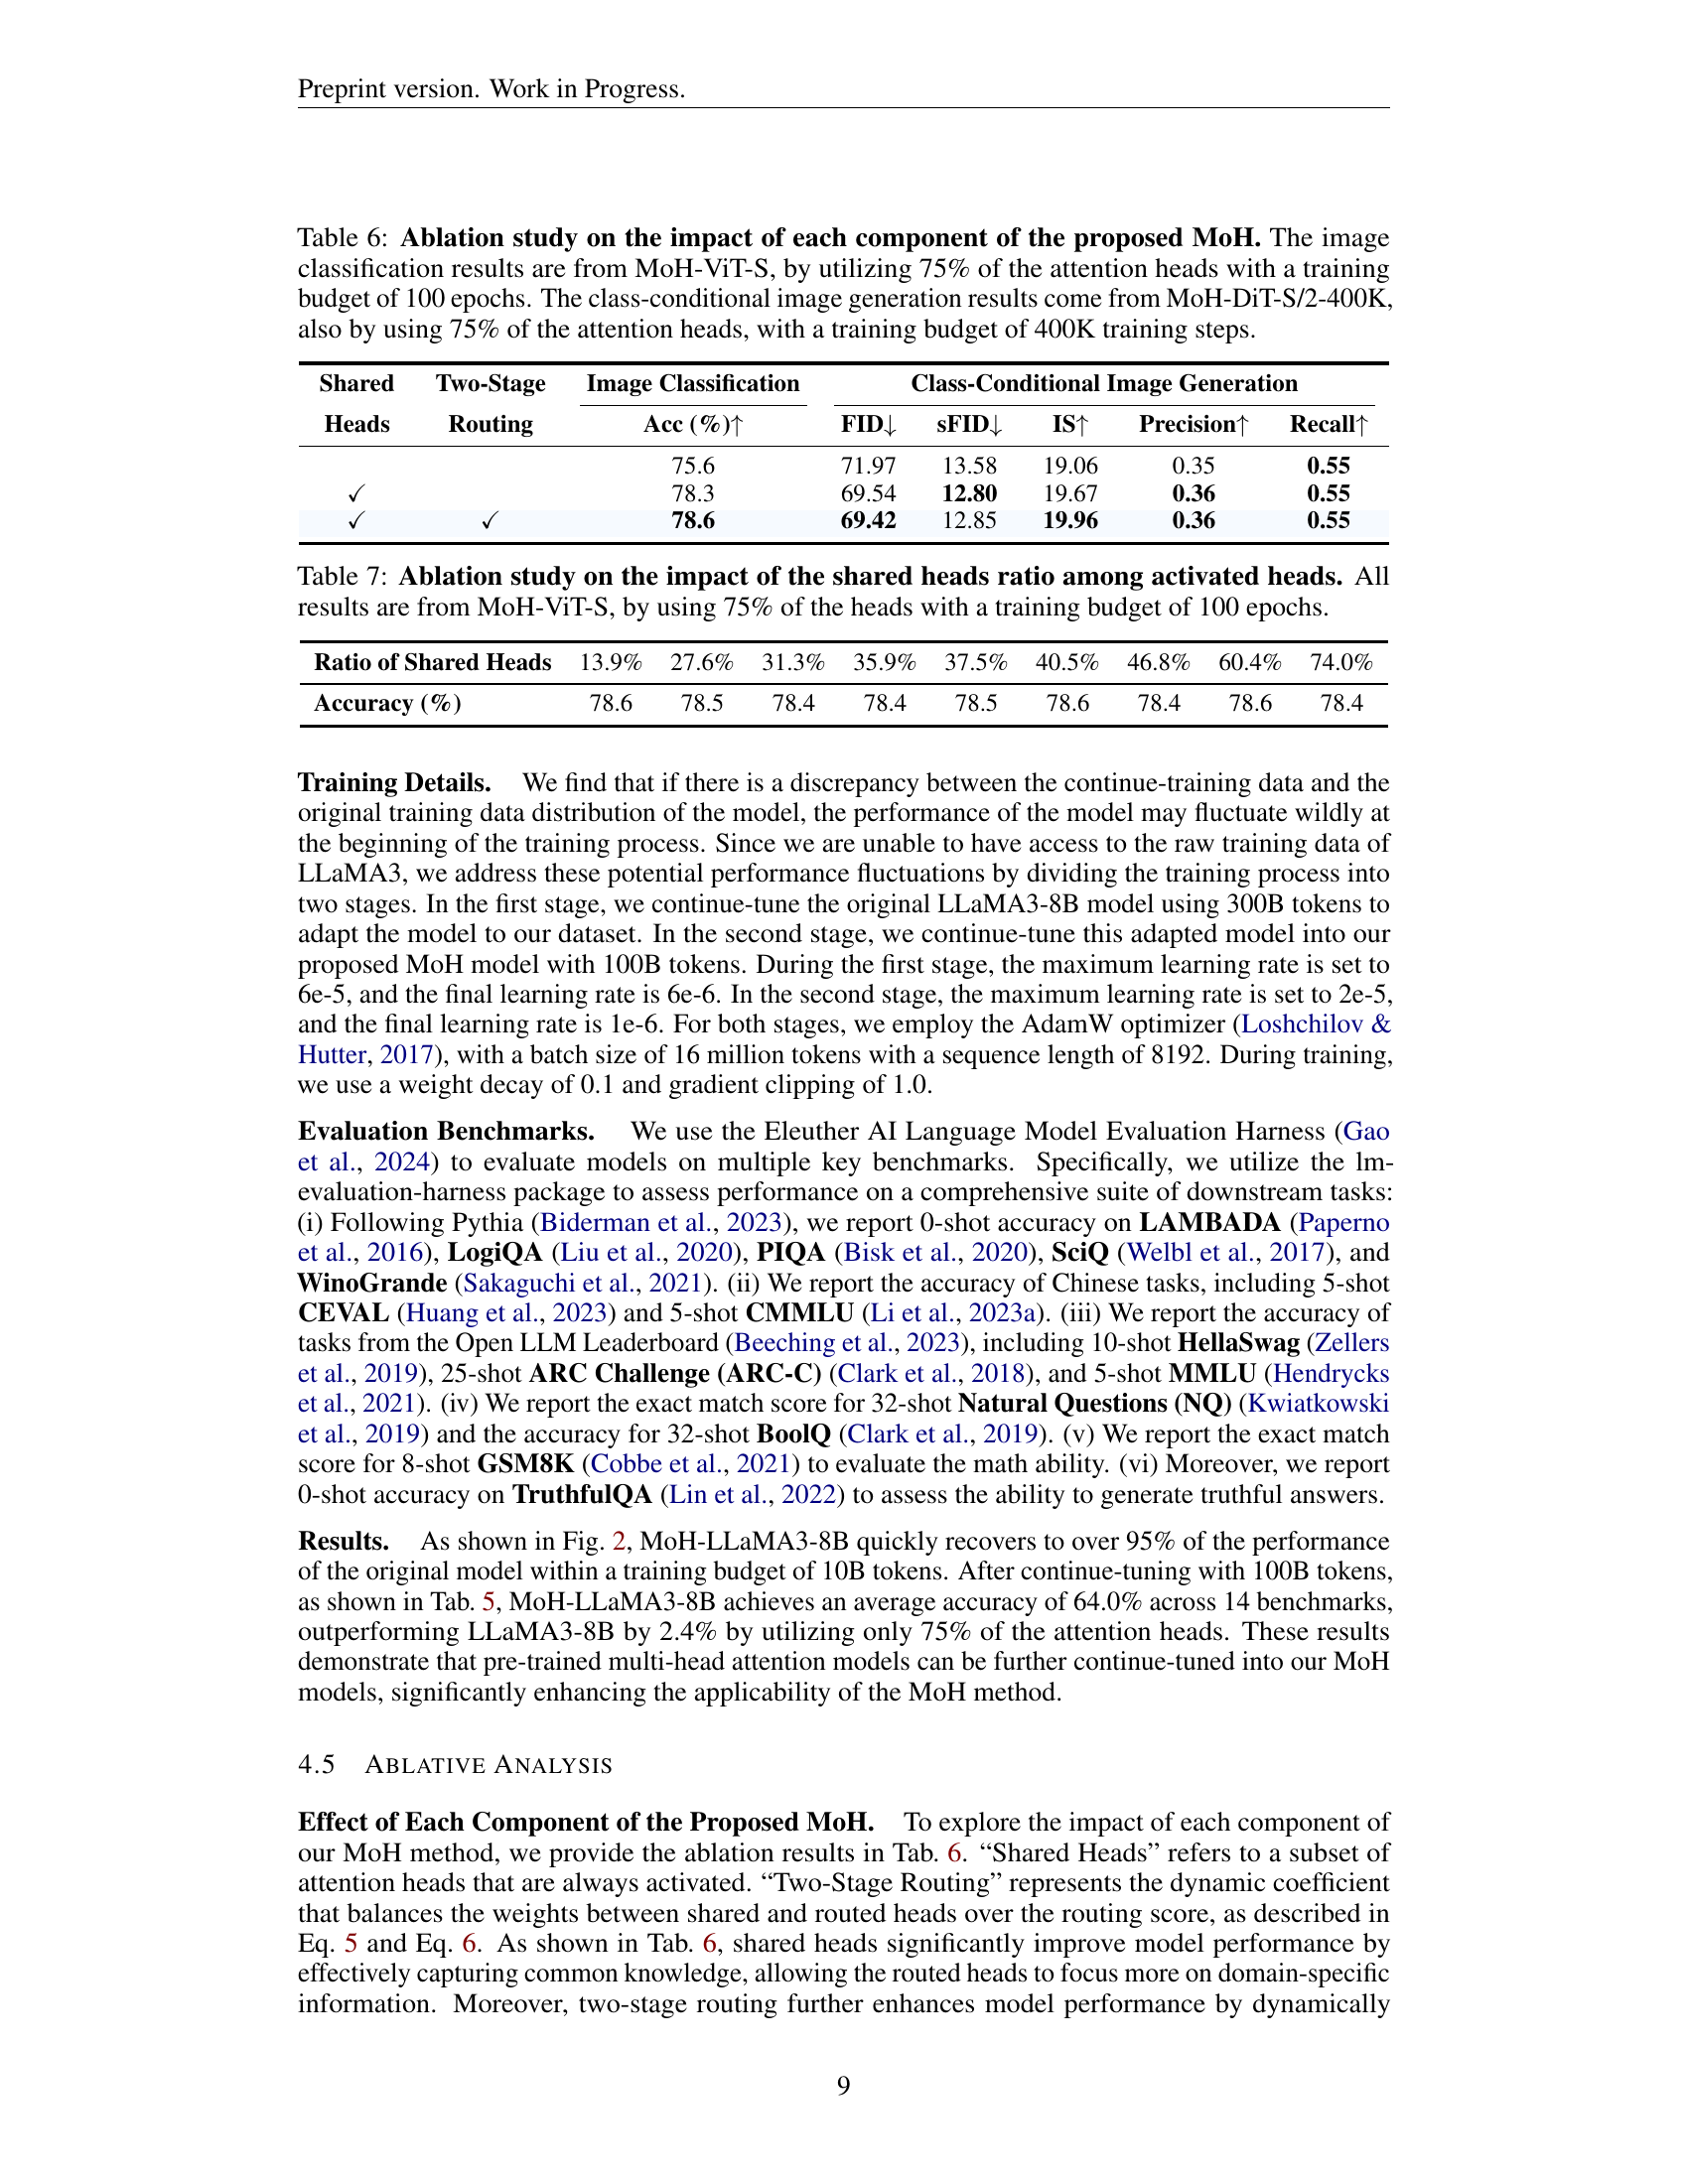 Preprint version. Work in Progress.
Table 6: Ablation study on the impact of each component of the proposed MoH. The image
classification results are from MoH-ViT-S, by utilizing 75% of the attention heads with a training
budget of 100 epochs. The class-conditional image generation results come from MoH-DiT-S/2-400K,
also by using 75% of the attention heads, with a training budget of 400K training steps.
Shared Two-Stage Image Classification Class-Conditional Image Generation
Heads Routing Acc (%)↑ FID↓ sFID↓ IS↑ Precision↑ Recall↑
75.6 71.97 13.58 19.06 0.35 0.55
✓ 78.3 69.54 12.80 19.67 0.36 0.55
✓ ✓ 78.6 69.42 12.85 19.96 0.36 0.55
Table 7: Ablation study on the impact of the shared heads ratio among activated heads. All
results are from MoH-ViT-S, by using 75% of the heads with a training budget of 100 epochs.
Ratio of Shared Heads 13.9% 27.6% 31.3% 35.9% 37.5% 40.5% 46.8% 60.4% 74.0%
Accuracy (%) 78.6 78.5 78.4 78.4 78.5 78.6 78.4 78.6 78.4
Training Details. We find that if there is a discrepancy between the continue-training data and the
original training data distribution of the model, the performance of the model may fluctuate wildly at
the beginning of the training process. Since we are unable to have access to the raw training data of
LLaMA3, we address these potential performance fluctuations by dividing the training process into
two stages. In the first stage, we continue-tune the original LLaMA3-8B model using 300B tokens to
adapt the model to our dataset. In the second stage, we continue-tune this adapted model into our
proposed MoH model with 100B tokens. During the first stage, the maximum learning rate is set to
6e-5, and the final learning rate is 6e-6. In the second stage, the maximum learning rate is set to 2e-5,
and the final learning rate is 1e-6. For both stages, we employ the AdamW optimizer (Loshchilov &
Hutter, 2017), with a batch size of 16 million tokens with a sequence length of 8192. During training,
we use a weight decay of 0.1 and gradient clipping of 1.0.
Evaluation Benchmarks. We use the Eleuther AI Language Model Evaluation Harness (Gao
et al., 2024) to evaluate models on multiple key benchmarks. Specifically, we utilize the lm-
evaluation-harness package to assess performance on a comprehensive suite of downstream tasks:
(i) Following Pythia (Biderman et al., 2023), we report 0-shot accuracy on LAMBADA (Paperno
et al., 2016), LogiQA (Liu et al., 2020), PIQA (Bisk et al., 2020), SciQ (Welbl et al., 2017), and
WinoGrande (Sakaguchi et al., 2021). (ii) We report the accuracy of Chinese tasks, including 5-shot
CEVAL (Huang et al., 2023) and 5-shot CMMLU (Li et al., 2023a). (iii) We report the accuracy of
tasks from the Open LLM Leaderboard (Beeching et al., 2023), including 10-shot HellaSwag (Zellers
et al., 2019), 25-shot ARC Challenge (ARC-C) (Clark et al., 2018), and 5-shot MMLU (Hendrycks
et al., 2021). (iv) We report the exact match score for 32-shot Natural Questions (NQ) (Kwiatkowski
et al., 2019) and the accuracy for 32-shot BoolQ (Clark et al., 2019). (v) We report the exact match
score for 8-shot GSM8K (Cobbe et al., 2021) to evaluate the math ability. (vi) Moreover, we report
0-shot accuracy on TruthfulQA (Lin et al., 2022) to assess the ability to generate truthful answers.
Results. As shown in Fig. 2, MoH-LLaMA3-8B quickly recovers to over 95% of the performance
of the original model within a training budget of 10B tokens. After continue-tuning with 100B tokens,
as shown in Tab. 5, MoH-LLaMA3-8B achieves an average accuracy of 64.0% across 14 benchmarks,
outperforming LLaMA3-8B by 2.4% by utilizing only 75% of the attention heads. These results
demonstrate that pre-trained multi-head attention models can be further continue-tuned into our MoH
models, significantly enhancing the applicability of the MoH method.
4.5 ABLATIVE ANALYSIS
Effect of Each Component of the Proposed MoH. To explore the impact of each component of
our MoH method, we provide the ablation results in Tab. 6. “Shared Heads” refers to a subset of
attention heads that are always activated. “Two-Stage Routing” represents the dynamic coefficient
that balances the weights between shared and routed heads over the routing score, as described in
Eq. 5 and Eq. 6. As shown in Tab. 6, shared heads significantly improve model performance by
effectively capturing common knowledge, allowing the routed heads to focus more on domain-specific
information. Moreover, two-stage routing further enhances model performance by dynamically
9